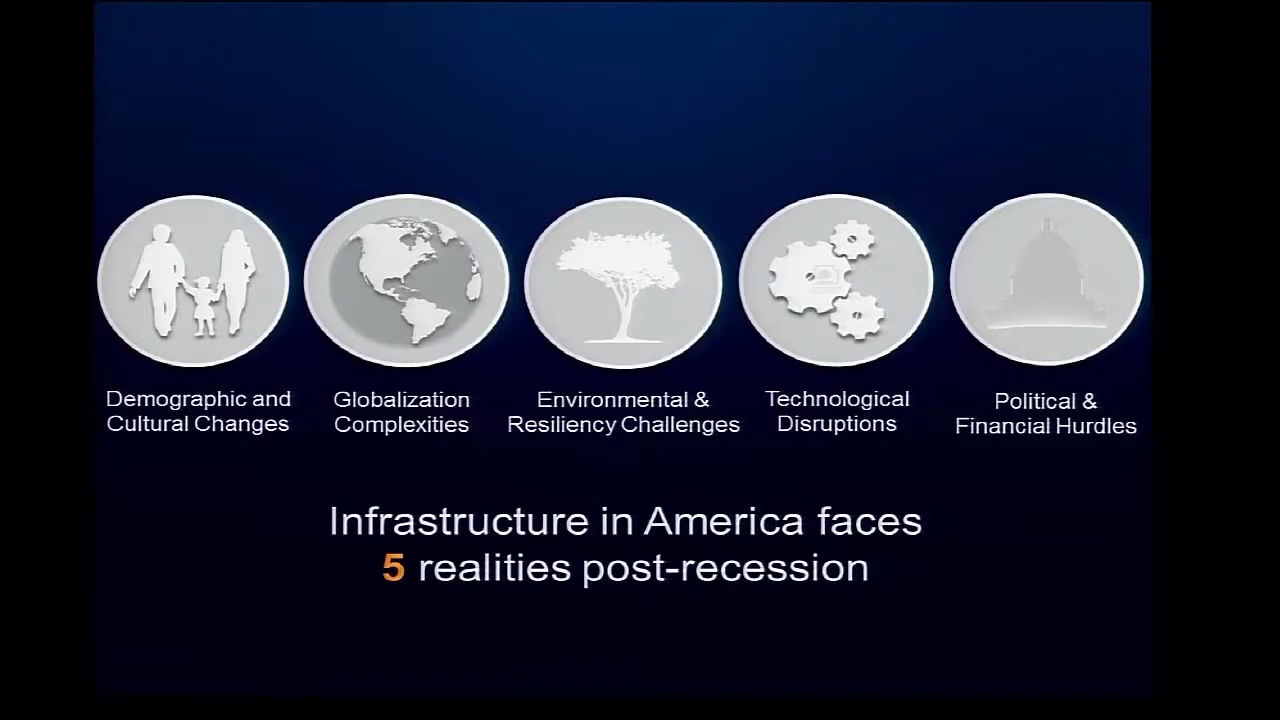 Demographic and
Cultural Changes
Globalization
Complexities
Environmental &
Resiliency Challenges
Technological
Disruptions
Political &
Financial Hurdles
Infrastructure in America faces
5 realities post-recession